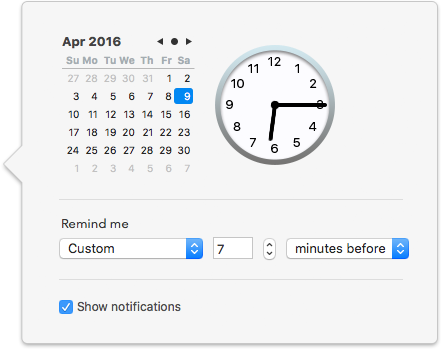 Apr 2016
Su Mo Tu We Th Fr Sa
27 28 29 30 31 1 2
3 4 5 6 7 8 9
10 11 12 13 14 15 16
17 18 19 20 21 22 23
24 25 26 27 28 29 30
1 2 3 4 5 6 7
12
11 1
10 2
9 3
8 4
7 5
6
Remind me
Custom 7 minutes before
Show notifications